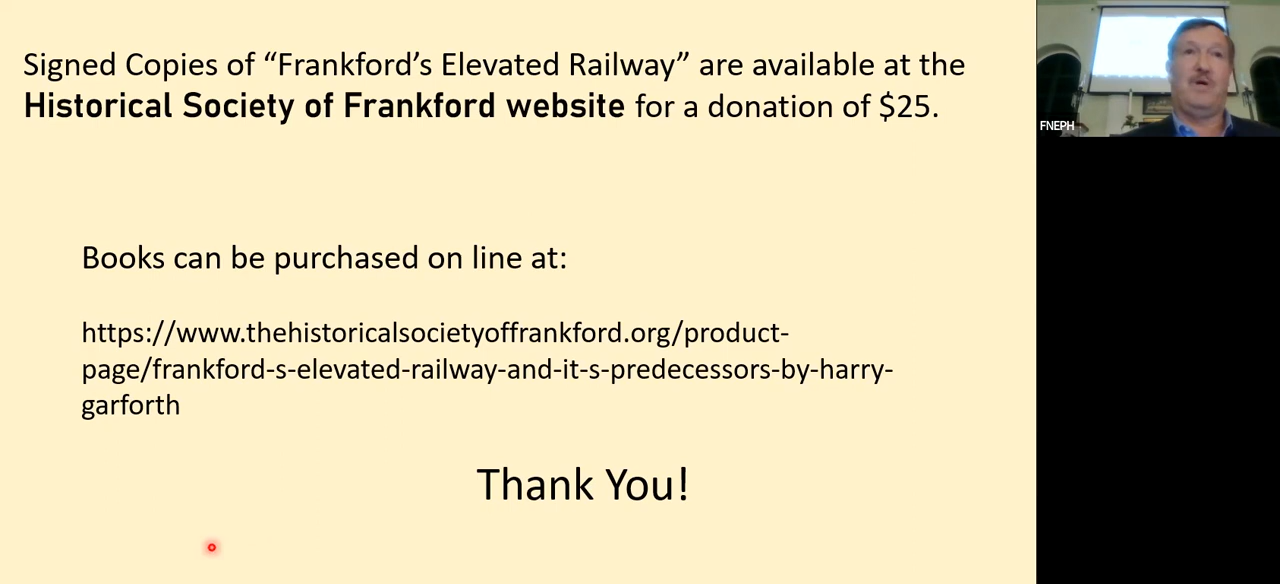 Signed Copies of “Frankford’s Elevated Railway” are available at the
Historical Society of Frankford website for a donation of $25.
Books can be purchased on line at:
https://www.thehistoricalsocietyoffrankford.org/product-
page/frankford-s-elevated-railway-and-it-s-predecessors-by-harry-
garforth
Thank You!
FNEPH